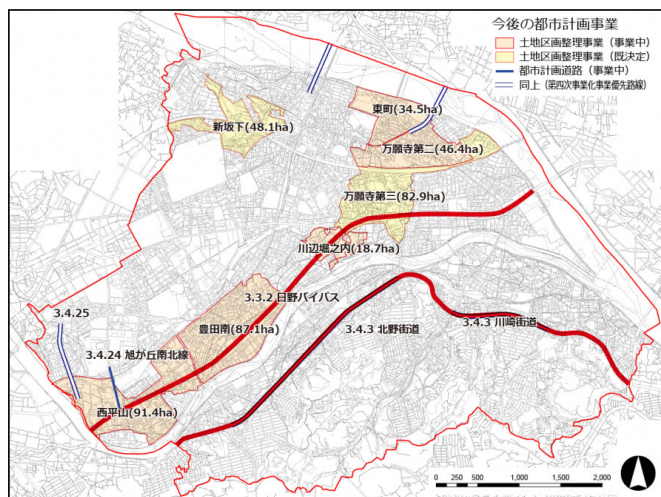 今後の都市計画事業
土地区画整理事業（事業中）
土地区画整理事業（既決定）
都市計画道路（事業中）
同上（第四次事業化事業優先路線）
東町(34.5ha)
新坂下(48.1ha)
万願寺第二(46.4ha)
万願寺第三(82.9ha)
川辺堀之内(18.7ha)
3.3.2 日野バイパス
3.4.25
豊田南(87.1ha)
3.4.3 北野街道
3.4.3 川崎街道
3.4.24 旭が丘南北線
西平山(91.4ha)
0 250 500 1,000 1,500 2,000